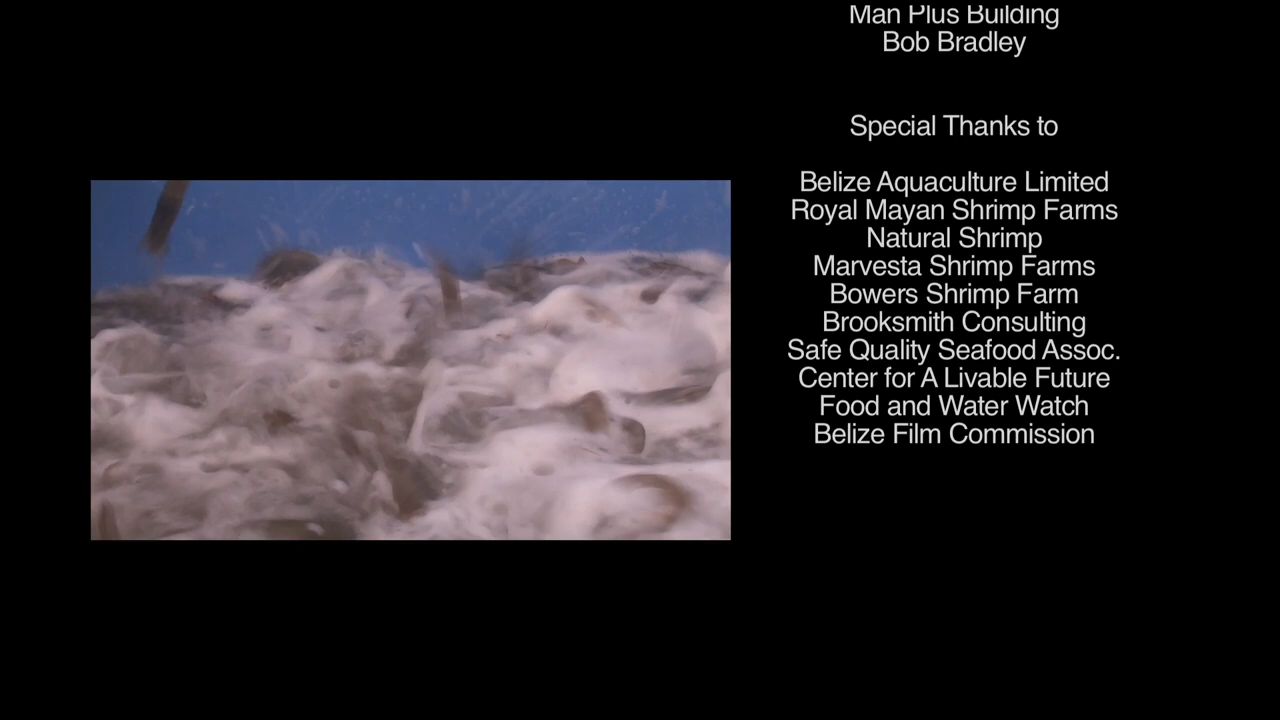 Man Plus Building
Bob Bradley
Special Thanks to
Belize Aquaculture Limited
Royal Mayan Shrimp Farms
Natural Shrimp
Marvesta Shrimp Farms
Bowers Shrimp Farm
Brooksmith Consulting
Safe Quality Seafood Assoc.
Center for A Livable Future
Food and Water Watch
Belize Film Commission